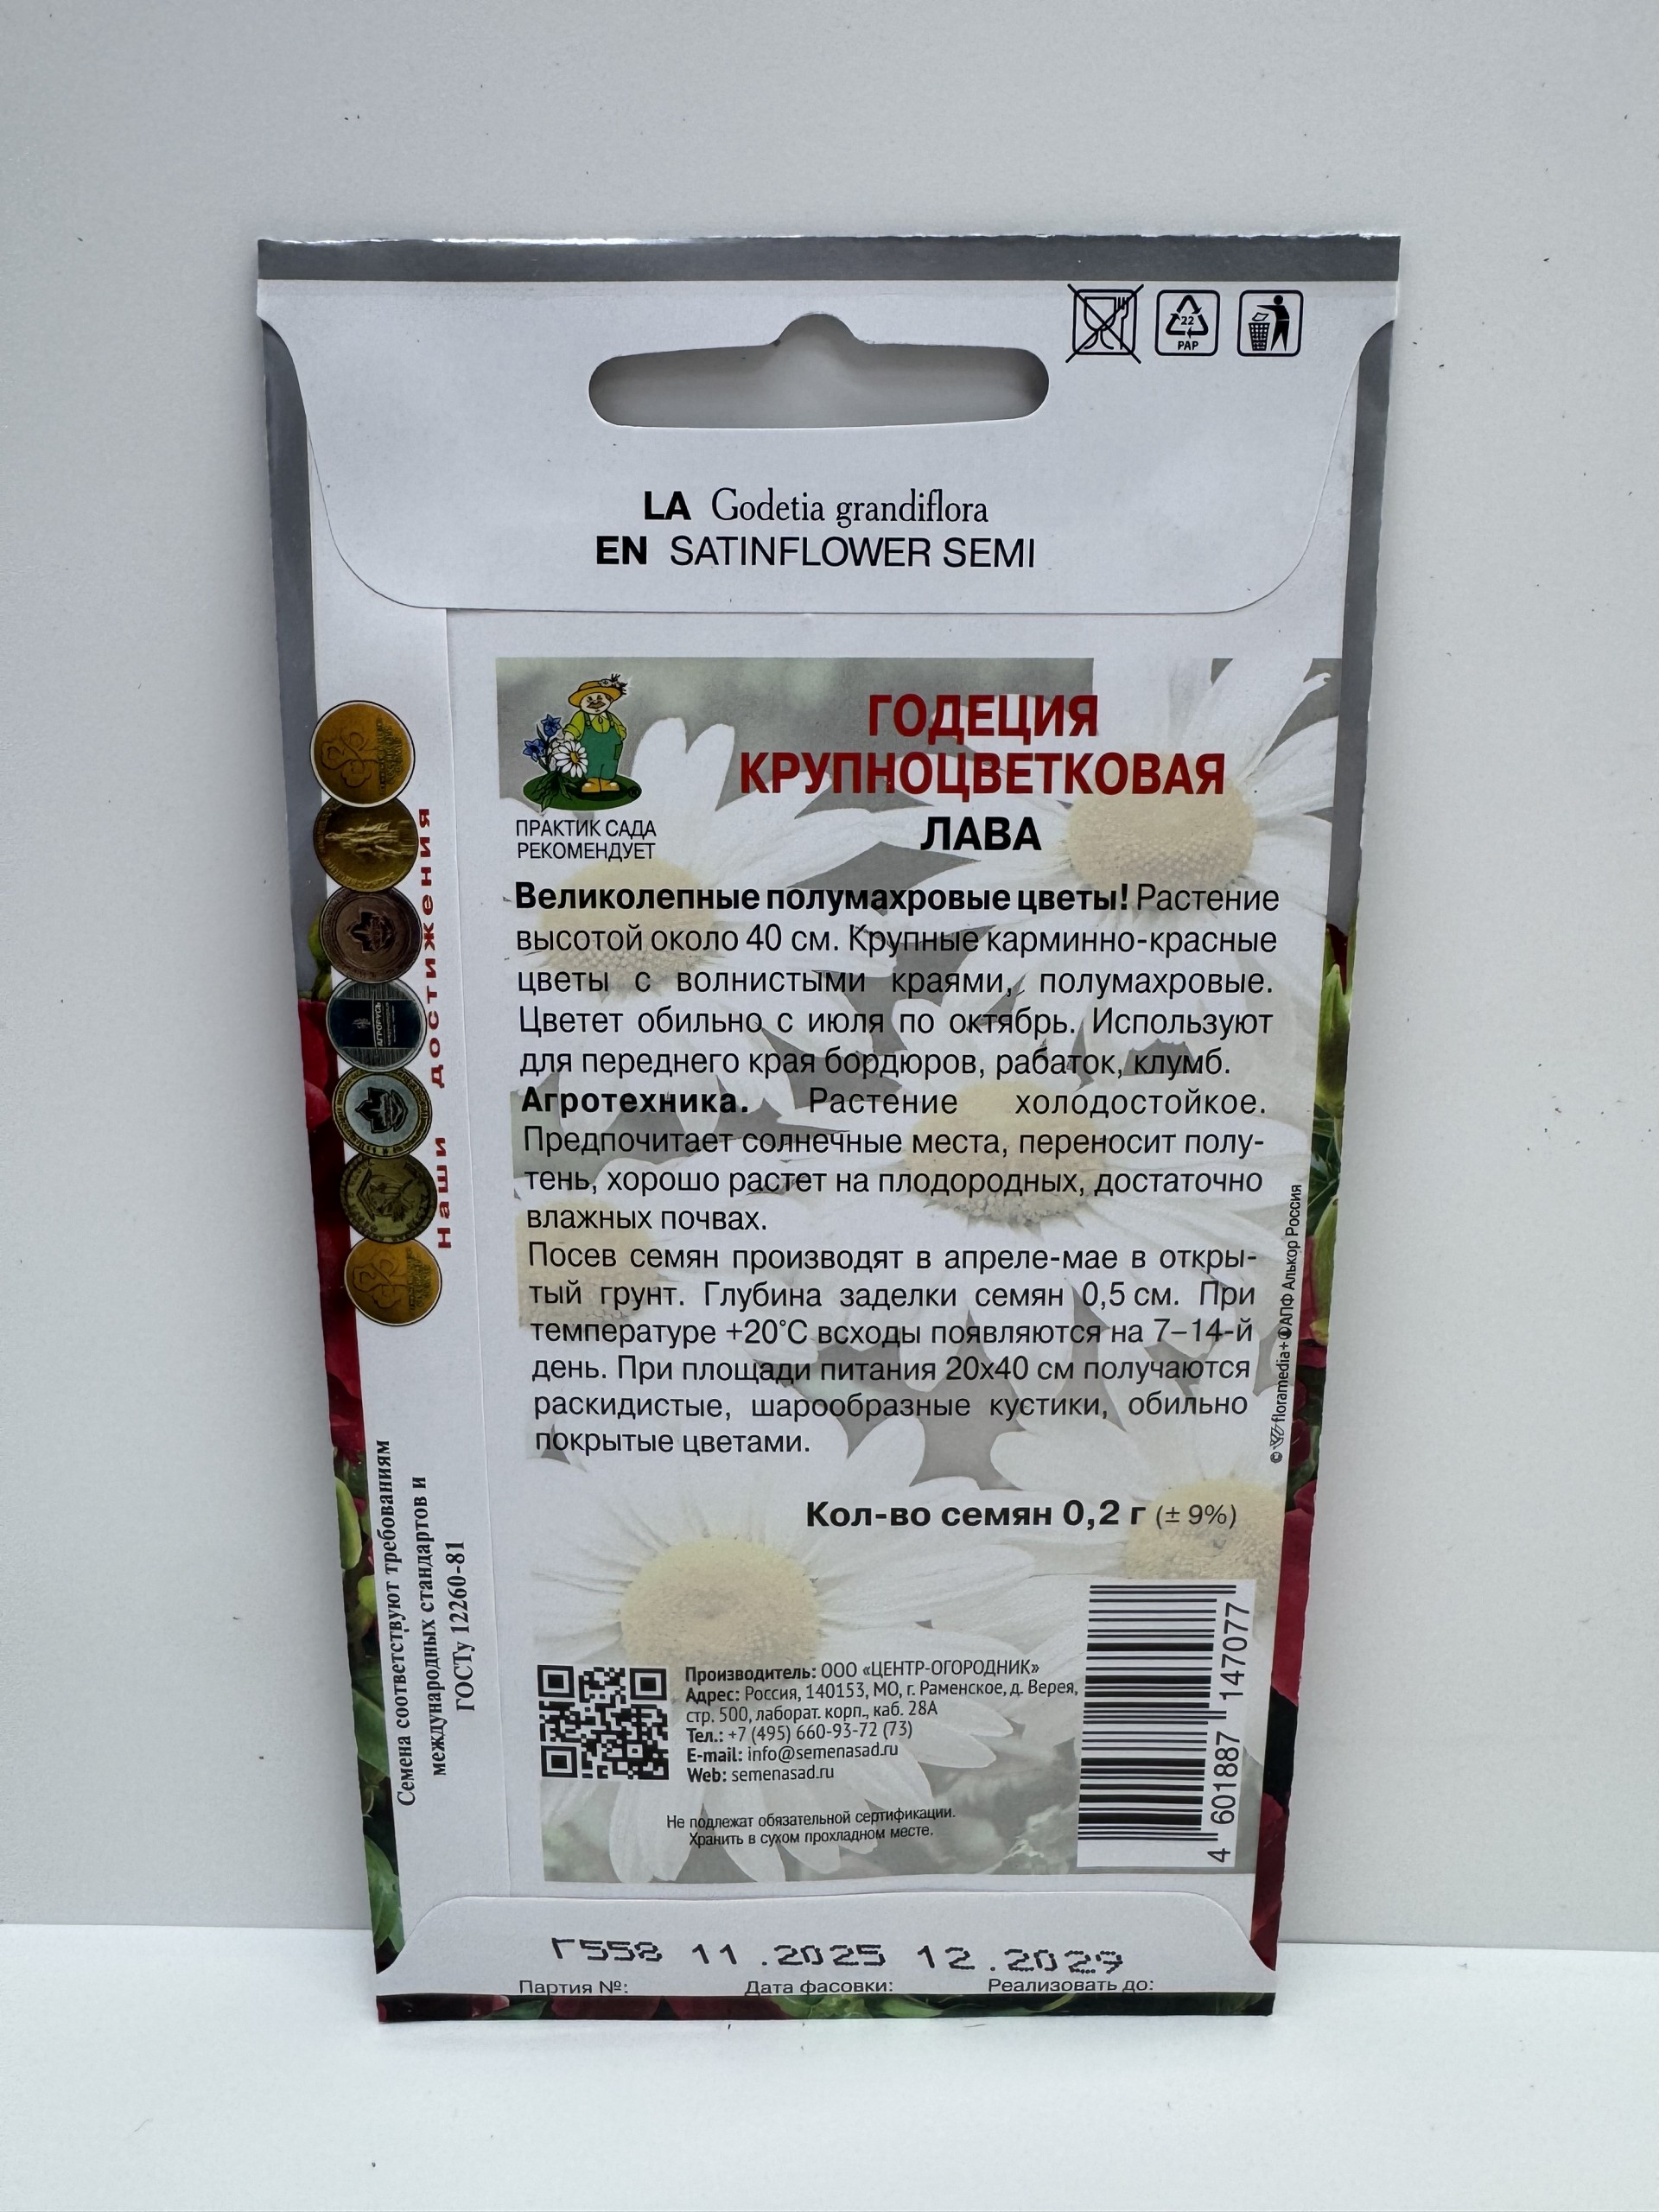 22
PAP
LA Godetia grandiflora
EN SATINFLOWER SEMI
ПРАКТИК САДА
РЕКОМЕНДУЕТ
ГОДЕЦИЯ
КРУПНОЦВЕТКОВАЯ
ЛАВА
Великолепные полумахровые цветы! Растение
высотой около 40 см. Крупные карминно-красные
цветы с волнистыми краями, полумахровые.
Цветет обильно с июля по октябрь. Используют
для переднего края бордюров, рабаток, клумб.
Агротехника. Растение холодостойкое.
Предпочитает солнечные места, переносит полу-
тень, хорошо растет на плодородных, достаточно
влажных почвах.
Посев семян производят в апреле-мае в откры-
тый грунт. Глубина заделки семян 0,5 см. При
температуре +20°С всходы появляются на 7–14-й
день. При площади питания 20х40 см получаются
раскидистые, шарообразные кустики, обильно
покрытые цветами.
Кол-во семян 0,2 г (± 9%)
Производитель: ООО «ЦЕНТР-ОГОРОДНИК»
Адрес: Россия, 140153, МО, г. Раменское, д. Верея,
стр. 500, лаборат. корп., каб. 28А
Тел.: +7 (495) 660-93-72 (73)
E-mail: info@semenasad.ru
Web: semenasad.ru
Не подлежат обязательной сертификации.
Хранить в сухом прохладном месте.
4 601887 147077
© floramedia+©АПФ Алькор Россия
Наши достижения
АГРОРУСЬ
Семена соответствуют требованиям
международных стандартов и
ГОСТу 12260-81
Г558 11.2025 12.2029
Партия №: Дата фасовки: Реализовать до: